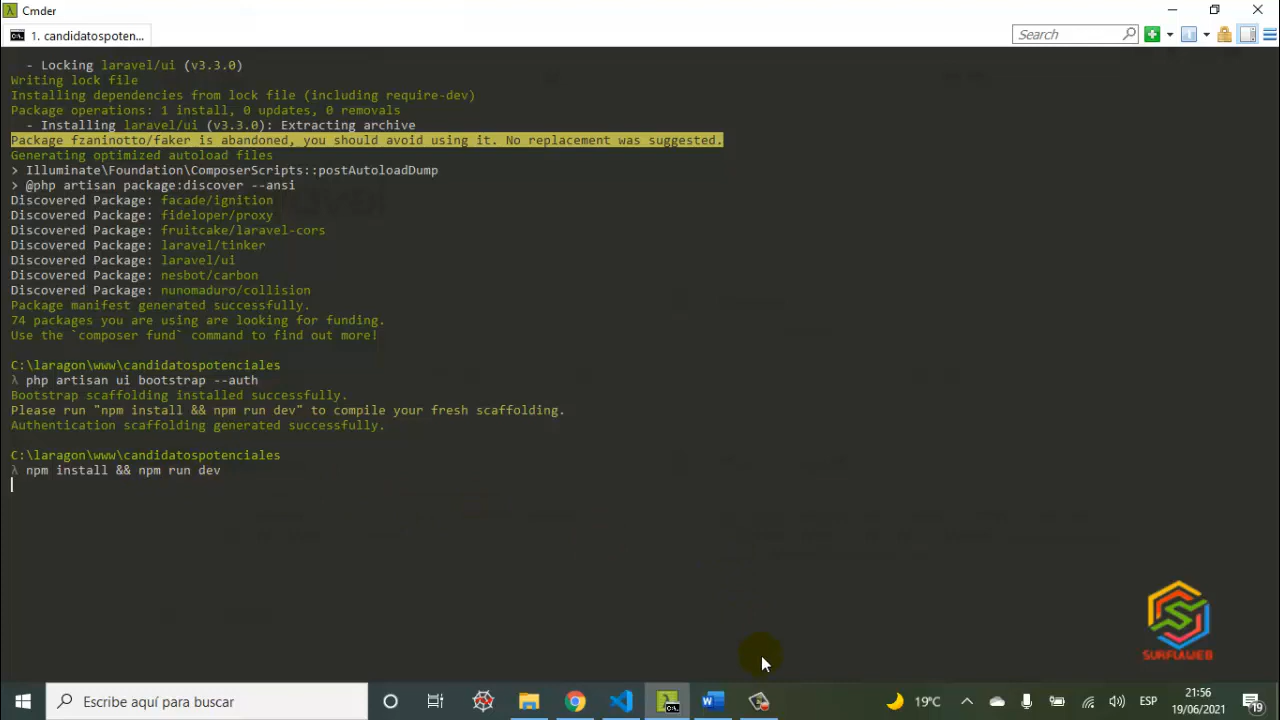 Cmder
1. candidatospoten...
Search
- Locking laravel/ui (v3.3.0)
Writing lock file
Installing dependencies from lock file (including require-dev)
Package operations: 1 install, 0 updates, 0 removals
- Installing laravel/ui (v3.3.0): Extracting archive
Package fzaninotto/faker is abandoned, you should avoid using it. No replacement was suggested.
Generating optimized autoload files
> Illuminate\Foundation\ComposerScripts::postAutoloadDump
> @php artisan package:discover --ansi
Discovered Package: facade/ignition
Discovered Package: fideloper/proxy
Discovered Package: fruitcake/laravel-cors
Discovered Package: laravel/tinker
Discovered Package: laravel/ui
Discovered Package: nesbot/carbon
Discovered Package: nunomaduro/collision
Package manifest generated successfully.
74 packages you are using are looking for funding.
Use the `composer fund` command to find out more!
C:\laragon\www\candidatospotenciales
λ php artisan ui bootstrap --auth
Bootstrap scaffolding installed successfully.
Please run "npm install && npm run dev" to compile your fresh scaffolding.
Authentication scaffolding generated successfully.
C:\laragon\www\candidatospotenciales
λ npm install && npm run dev
SURFLAWEB
Escribe aquí para buscar
19°C
ESP
21:56
19/06/2021
19